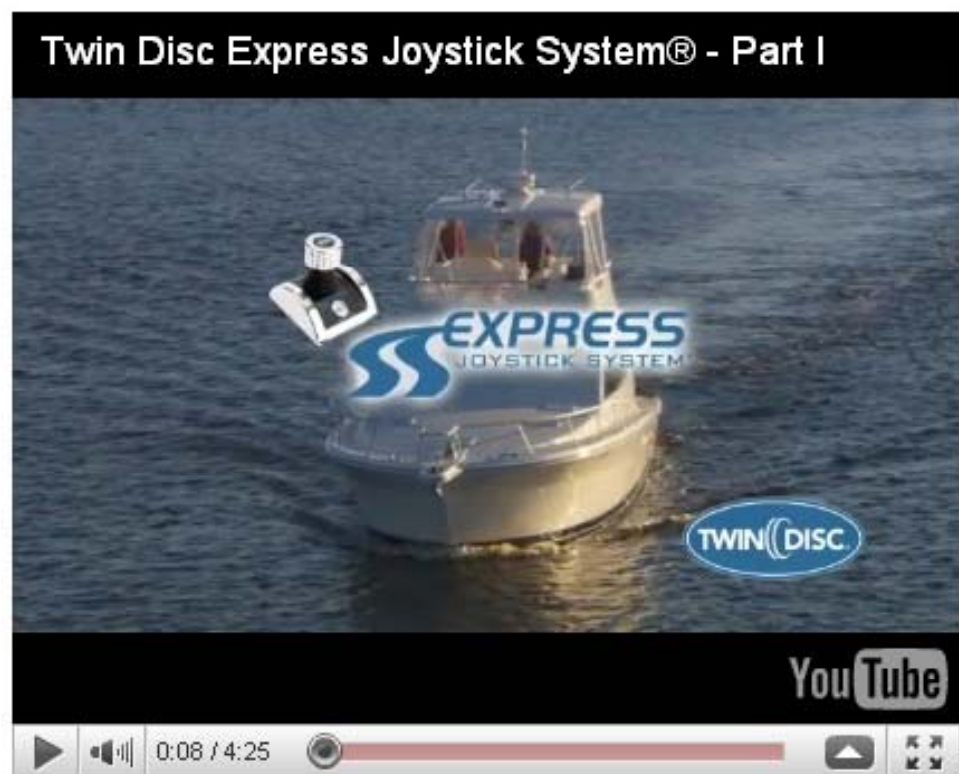 Twin Disc Express Joystick System® - Part I
EXPRESS
JOYSTICK SYSTEM
TWIN DISC
YouTube
0:08 / 4:25